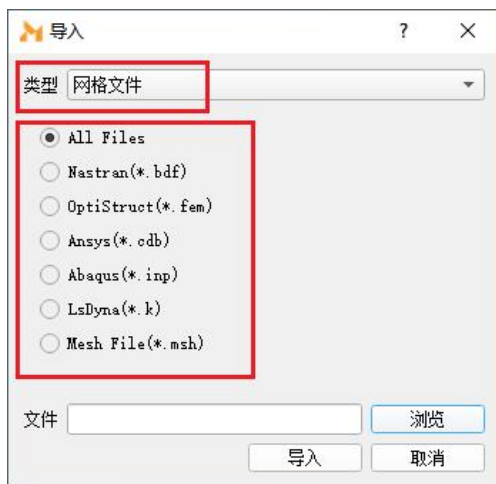 导入 ?
类型 网格文件
All Files
Nastran(*.bdf)
OptiStruct(*.fem)
Ansys(*.cdb)
Abaqus(*.inp)
LsDyna(*.k)
Mesh File(*.msh)
文件 浏览
导入 取消